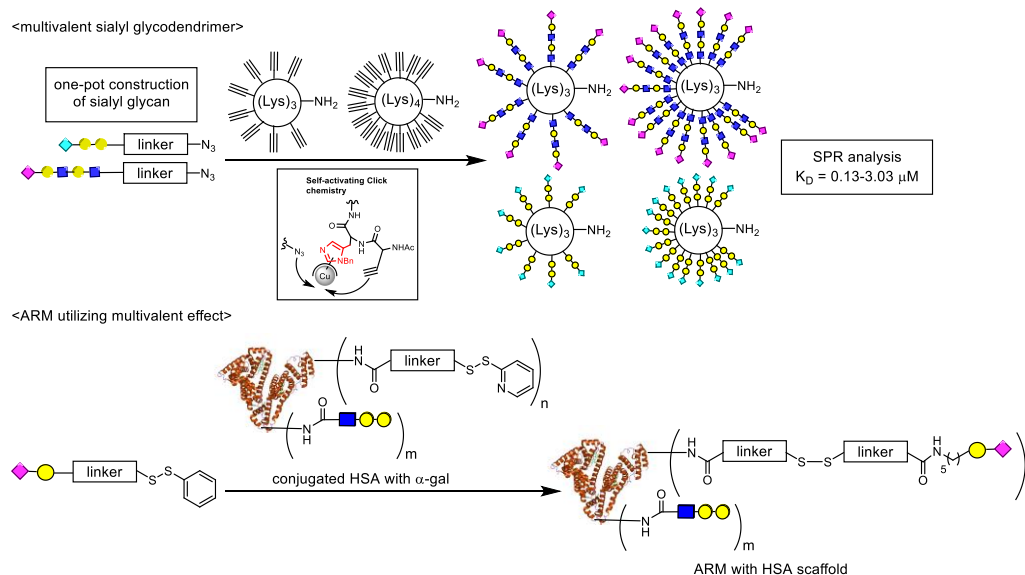 <multivalent sialyl glycodendrimer>
one-pot construction
of sialyl glycan
linker
N3
linker
N3
(Lys)3
NH2
(Lys)4
NH2
Self-activating Click
chemistry
NH
O
O
N
H
NHAc
N
NBn
N3
Cu
(Lys)3
NH2
(Lys)3
NH2
(Lys)3
NH2
(Lys)3
NH2
SPR analysis
KD = 0.13-3.03 μM
<ARM utilizing multivalent effect>
H
N
O
linker
S
S
N
n
O
N
H
m
linker
S
S
conjugated HSA with α-gal
H
N
O
linker
S
S
linker
O
H
N
5
O
N
H
m
ARM with HSA scaffold